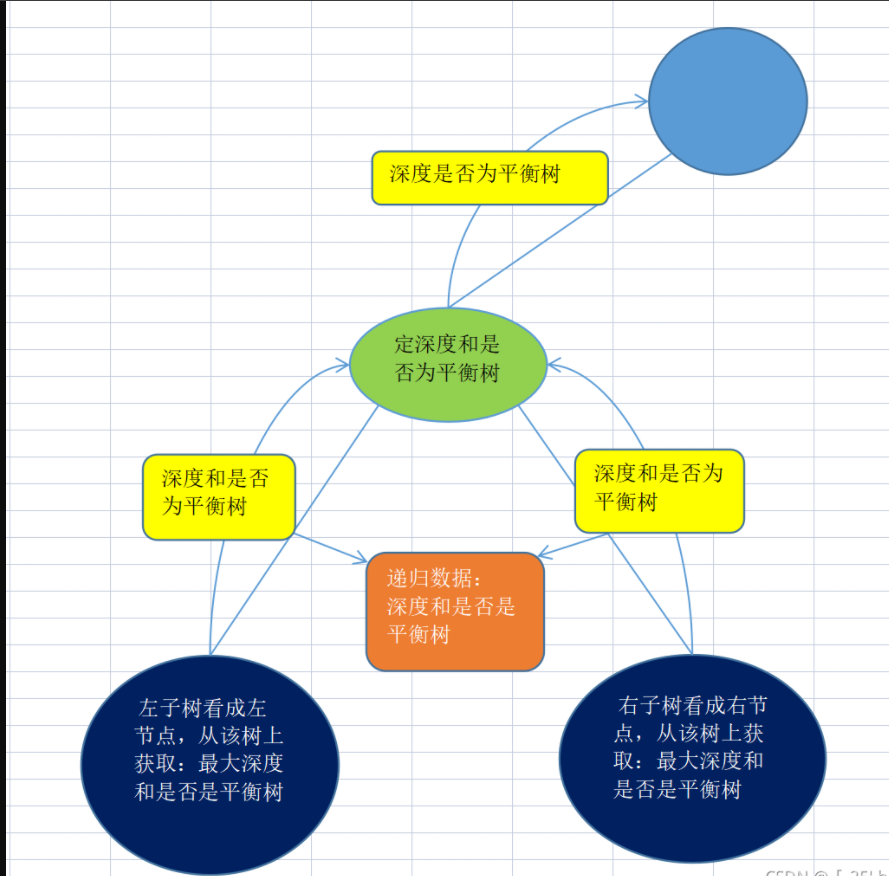 深度是否为平衡树
定深度和是
否为平衡树
深度和是否
为平衡树
深度和是否为
平衡树
递归数据：
深度和是否是
平衡树
左子树看成左
节点，从该树上
获取：最大深度
和是否是平衡树
右子树看成右节
点，从该树上获
取：最大深度和
是否是平衡树